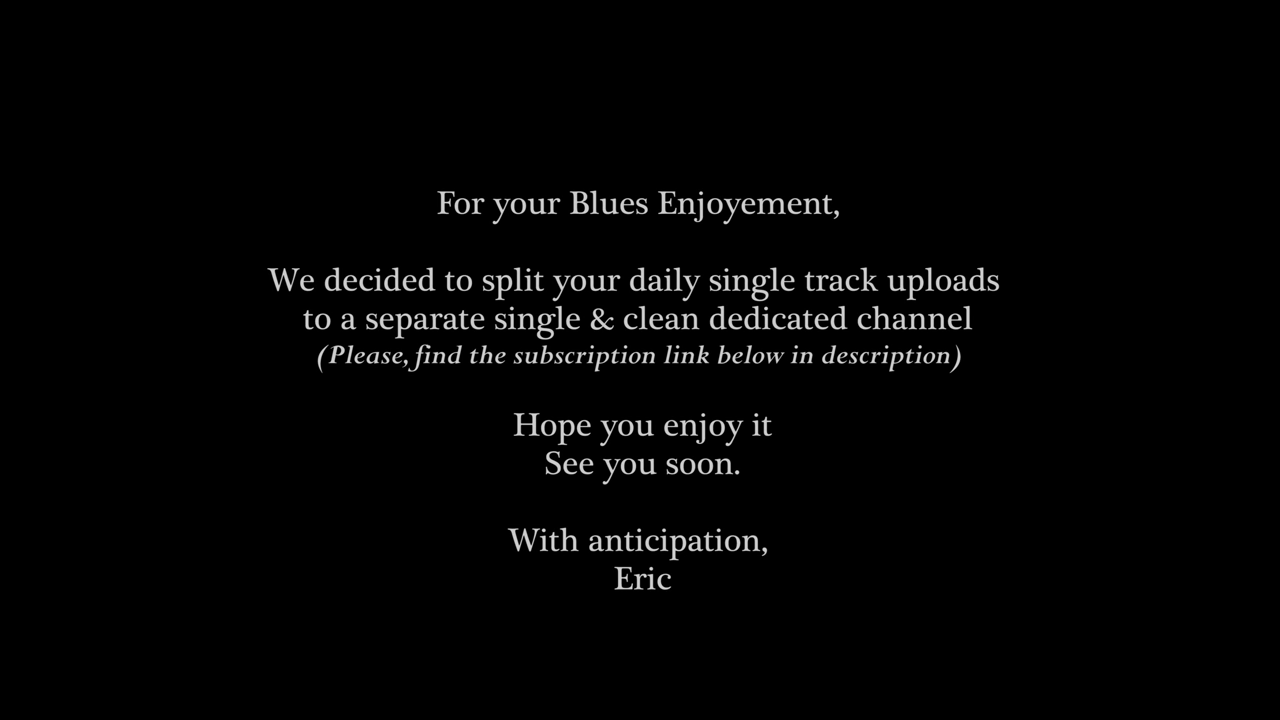 For your Blues Enjoyement,
We decided to split your daily single track uploads
to a separate single & clean dedicated channel
(Please, find the subscription link below in description)
Hope you enjoy it
See you soon.
With anticipation,
Eric